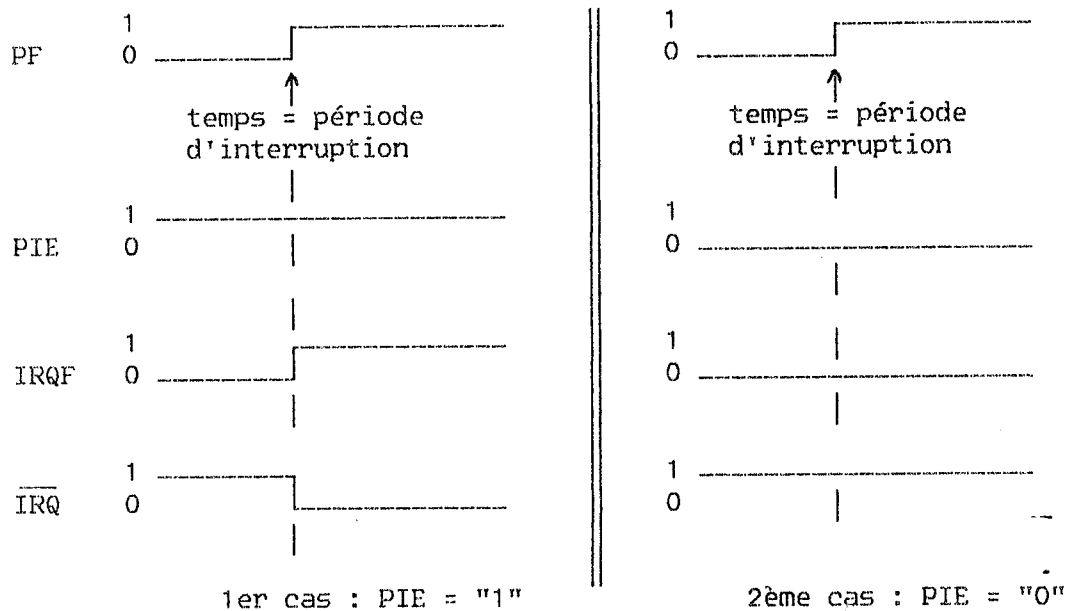 1 1
PF 0 0
temps = période temps = période
d'interruption d'interruption
1 1
PIE 0 0
1 1
IRQF 0 0
1 1
IRQ 0 0
1er cas : PIE = "1" 2ème cas : PIE = "0"